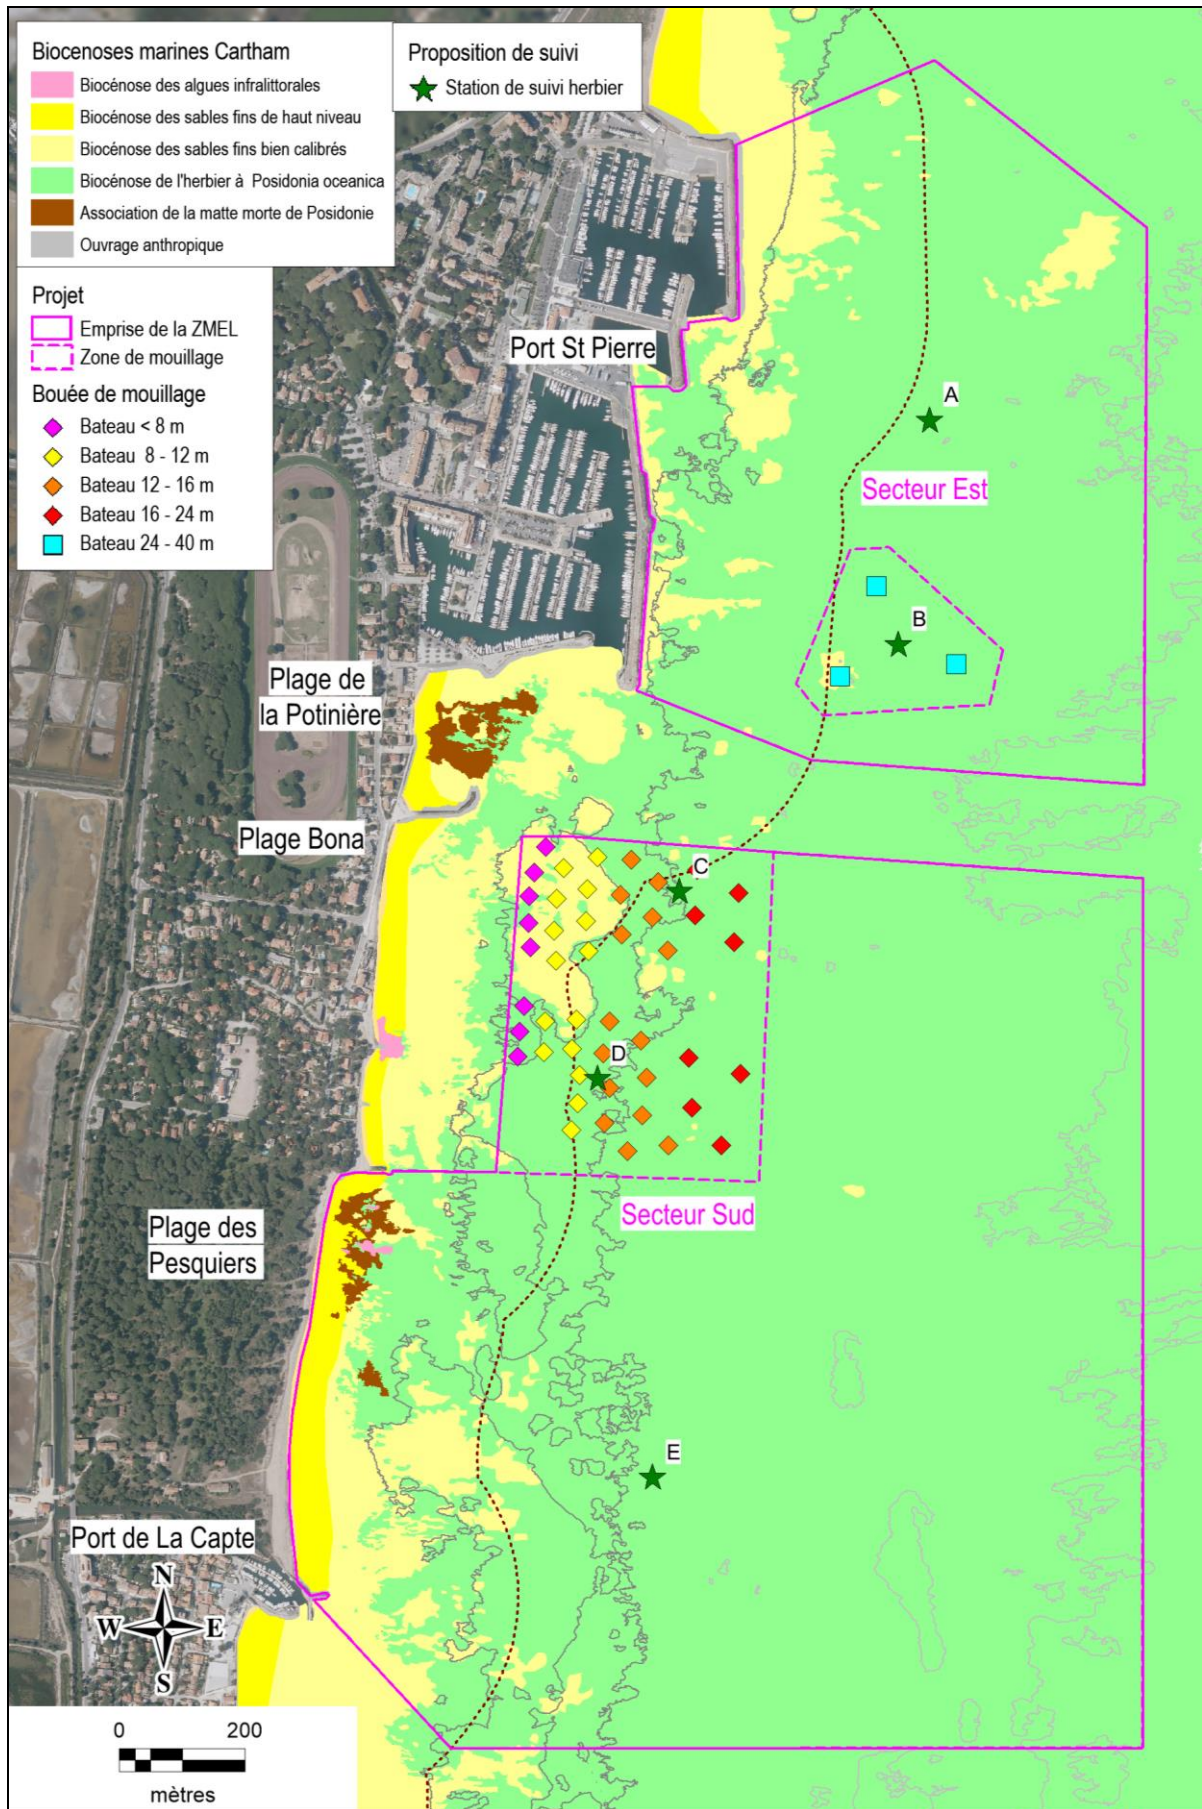 Biocenoses marines Cartham
Biocénose des algues infralittorales
Biocénose des sables fins de haut niveau
Biocénose des sables fins bien calibrés
Biocénose de l'herbier à Posidonia oceanica
Association de la matte morte de Posidonie
Ouvrage anthropique
Proposition de suivi
Station de suivi herbier
Projet
Emprise de la ZMEL
Zone de mouillage
Bouée de mouillage
Bateau < 8 m
Bateau 8 - 12 m
Bateau 12 - 16 m
Bateau 16 - 24 m
Bateau 24 - 40 m
Port St Pierre
A
Secteur Est
B
Plage de
la Potinière
Plage Bona
C
D
Secteur Sud
Plage des
Pesquiers
E
Port de La Capte
N
W
E
S
0 200
mètres